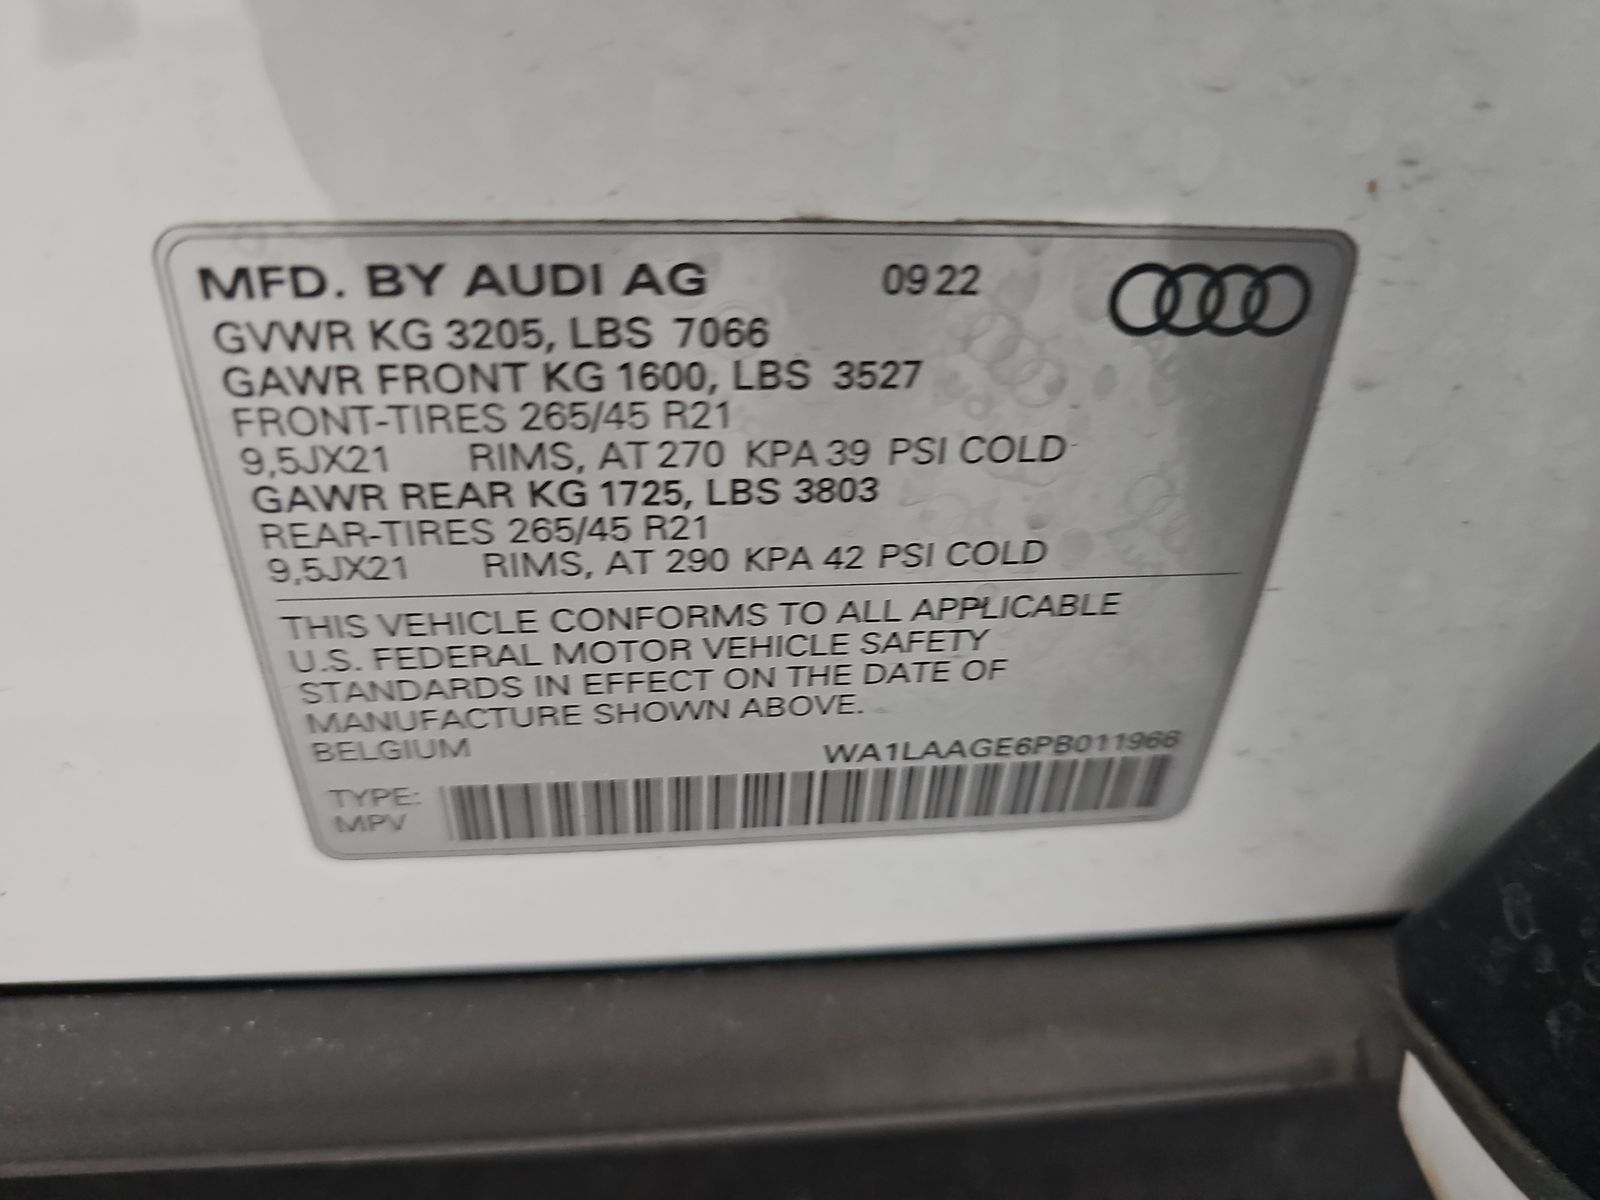 MFD. BY AUDI AG 09 22
GVWR KG 3205, LBS 7066
GAWR FRONT KG 1600, LBS 3527
FRONT-TIRES 265/45 R21
9,5JX21 RIMS, AT 270 KPA 39 PSI COLD
GAWR REAR KG 1725, LBS 3803
REAR-TIRES 265/45 R21
9,5JX21 RIMS, AT 290 KPA 42 PSI COLD
THIS VEHICLE CONFORMS TO ALL APPLICABLE
U.S. FEDERAL MOTOR VEHICLE SAFETY
STANDARDS IN EFFECT ON THE DATE OF
MANUFACTURE SHOWN ABOVE.
BELGIUM WA1LAAGE6PB011966
TYPE:
MPV